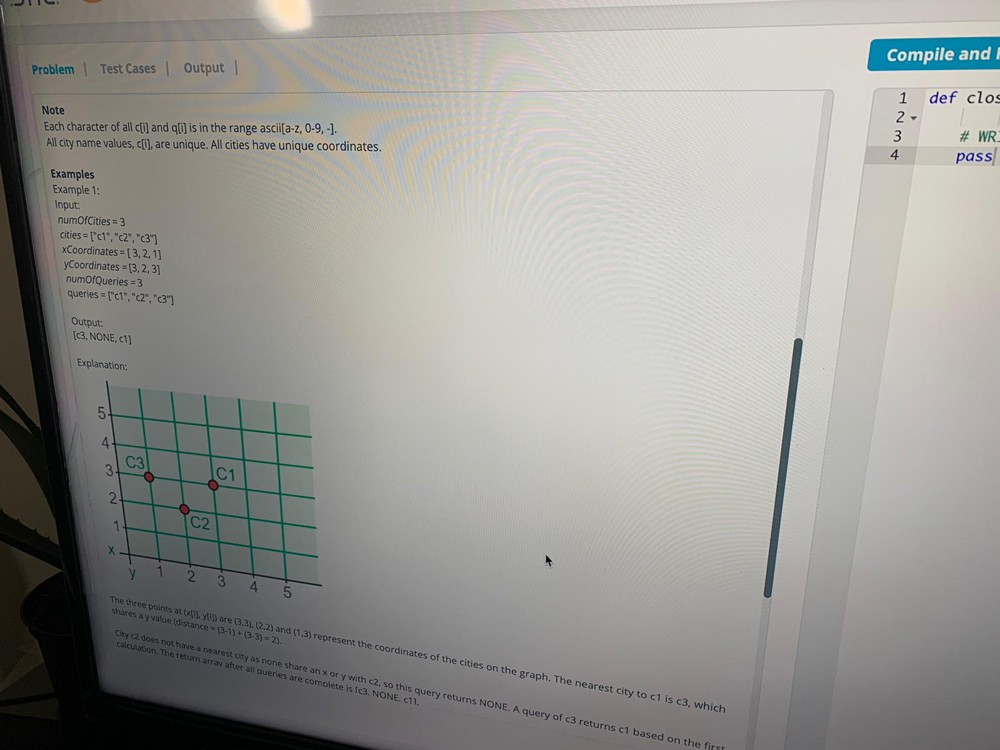 Problem | Test Cases | Output |
Compile and
Note
Each character of all c[i] and q[i] is in the range ascii[a-z, 0-9, -].
All city name values, c[i], are unique. All cities have unique coordinates.
Examples
Example 1:
Input:
numOfCities = 3
cities = ["c1", "c2", "c3"]
xCoordinates = [ 3, 2, 1]
yCoordinates =[3, 2, 3]
numOfQueries =3
queries = ["c1", "c2", "c3"]
Output:
[c3, NONE, c1]
Explanation:
5
4
3
2
1
x
y
1
2
3
4
5
C3
C1
C2
The three points at (x[i], y[i]) are (3,3), (2,2) and (1,3) represent the coordinates of the cities on the graph. The nearest city to c1 is c3, which
shares a y value (distance = (3-1) + (3-3) = 2).
City c2 does not have a nearest city as none share an x or y with c2, so this query returns NONE. A query of c3 returns c1 based on the first
calculation. The return array after all queries are complete is [c3, NONE, c1].
1 def clos
2
3 # WRI
4 pass